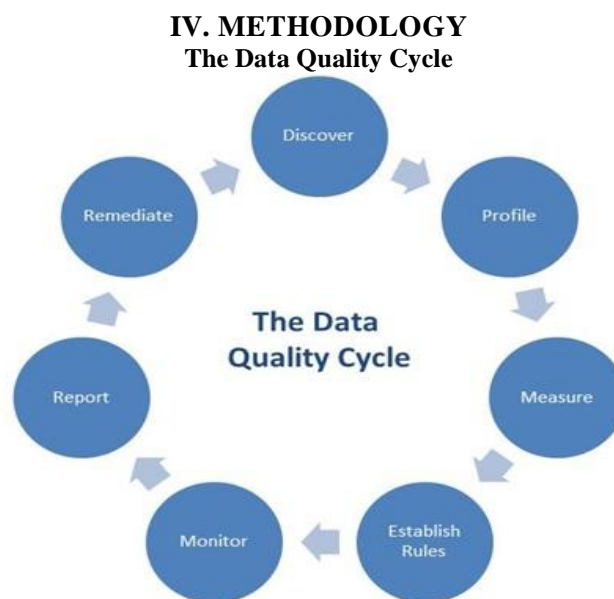 IV. METHODOLOGY
The Data Quality Cycle
Discover
Profile
Measure
Establish
Rules
Monitor
Report
Remediate
The Data
Quality Cycle